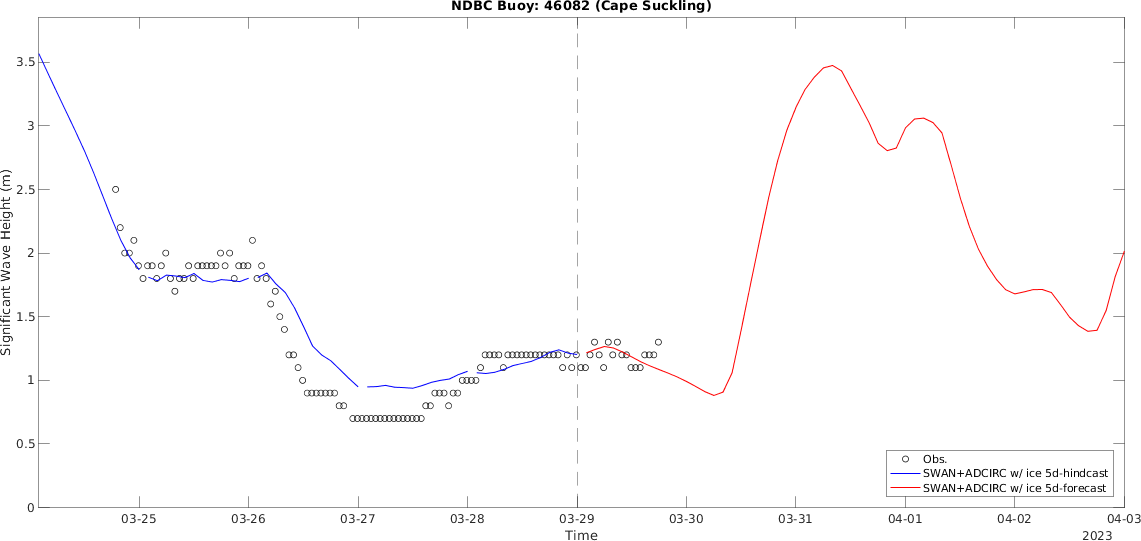 NDBC Buoy: 46082 (Cape Suckling)
Significant Wave Height (m)
3.5
3
2.5
2
1.5
1
0.5
0
Obs.
SWAN+ADCIRC w/ ice 5d-hindcast
SWAN+ADCIRC w/ ice 5d-forecast
03-25 03-26 03-27 03-28 03-29 03-30 03-31 04-01 04-02 04-03
Time
2023